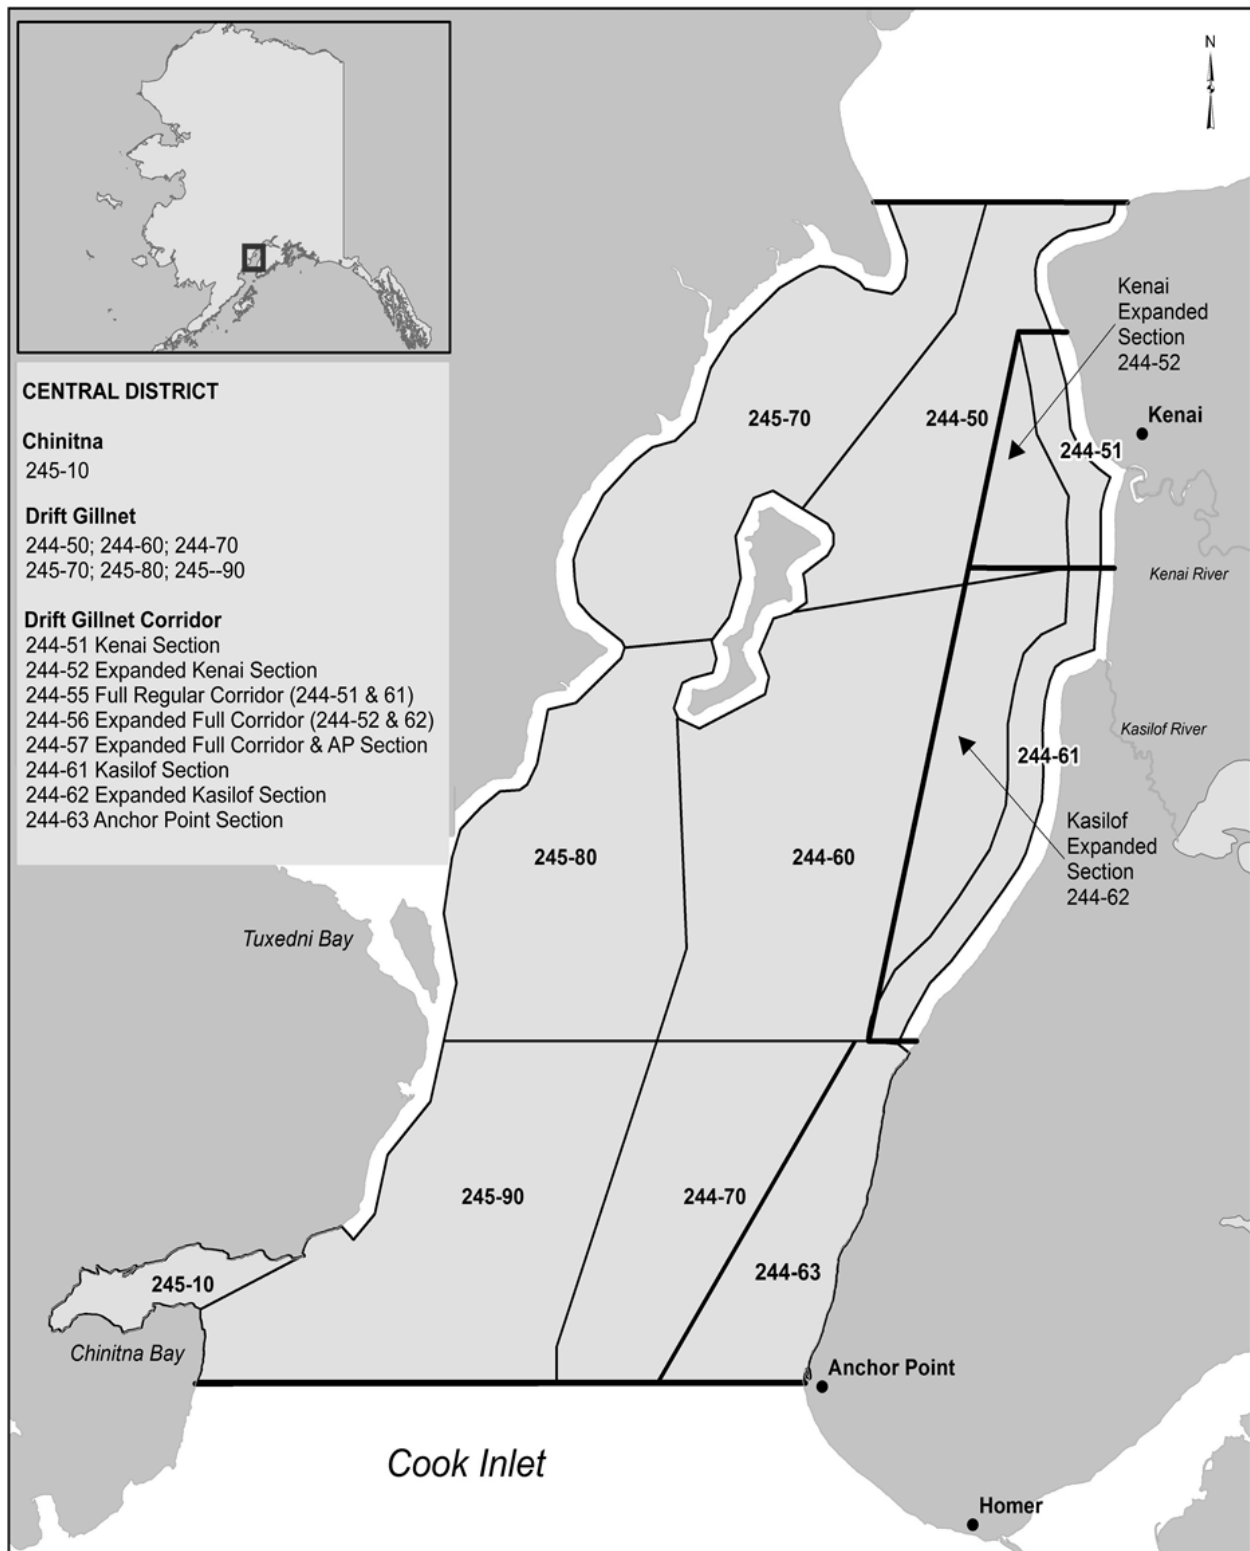 N
CENTRAL DISTRICT
Chinitna
245-10
Drift Gillnet
244-50; 244-60; 244-70
245-70; 245-80; 245--90
Drift Gillnet Corridor
244-51 Kenai Section
244-52 Expanded Kenai Section
244-55 Full Regular Corridor (244-51 & 61)
244-56 Expanded Full Corridor (244-52 & 62)
244-57 Expanded Full Corridor & AP Section
244-61 Kasilof Section
244-62 Expanded Kasilof Section
244-63 Anchor Point Section
Kenai
Expanded
Section
244-52
245-70
244-50
Kenai
244-51
Kenai River
Kasilof River
244-61
Kasilof
Expanded
Section
244-62
245-80
244-60
Tuxedni Bay
245-90
244-70
244-63
245-10
Chinitna Bay
Anchor Point
Cook Inlet
Homer